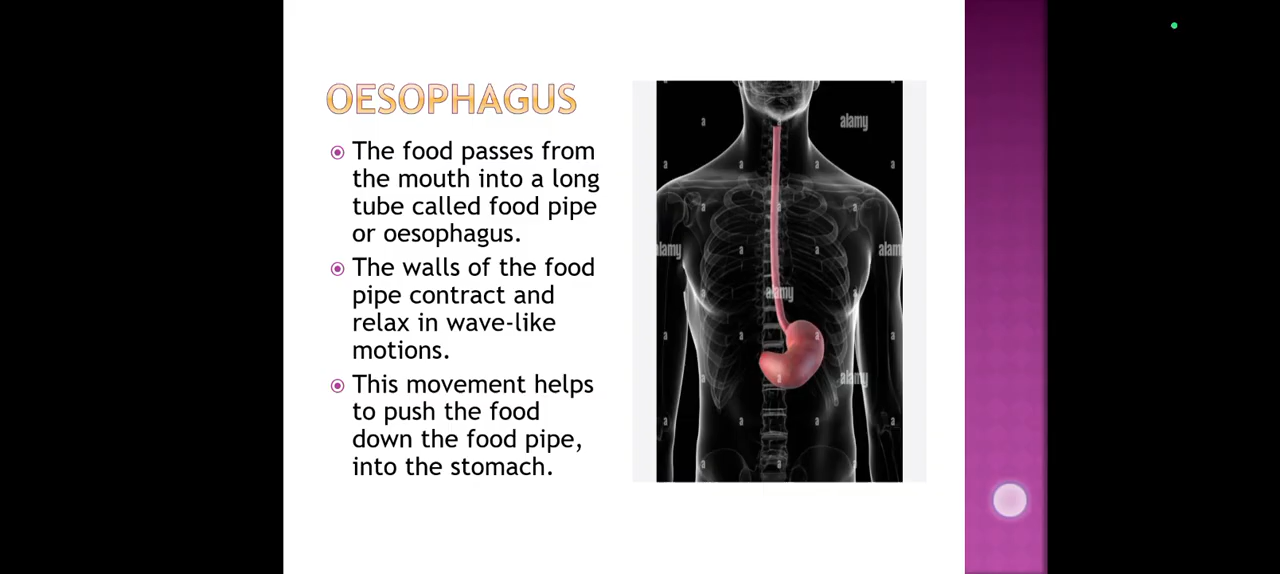 OESOPHAGUS
The food passes from
the mouth into a long
tube called food pipe
or oesophagus.
The walls of the food
pipe contract and
relax in wave-like
motions.
This movement helps
to push the food
down the food pipe,
into the stomach.
a alamy
a a a a
a a
alamy a a alamy
a alamy
a a a
a alamy
a a a a
a a a